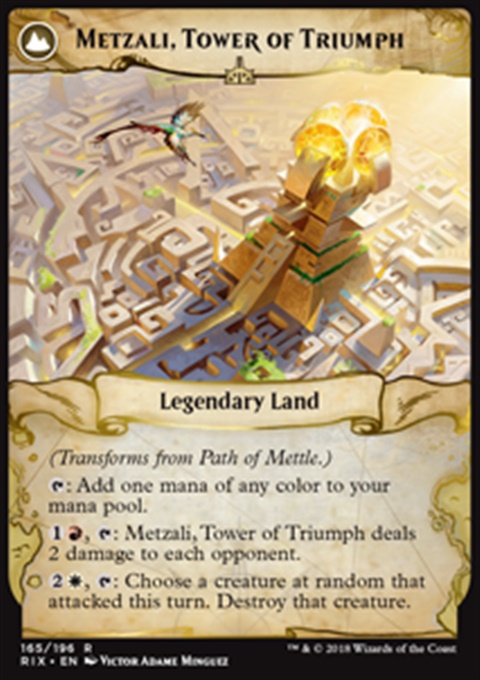 METZALI, TOWER OF TRIUMPH
Legendary Land
(Transforms from Path of Mettle.)
: Add one mana of any color to your
mana pool.
1 , : Metzali, Tower of Triumph deals
2 damage to each opponent.
2 , : Choose a creature at random that
attacked this turn. Destroy that creature.
165/196 R
RIX • EN VICTOR ADAME MINGUEZ
™ & © 2018 Wizards of the Coast